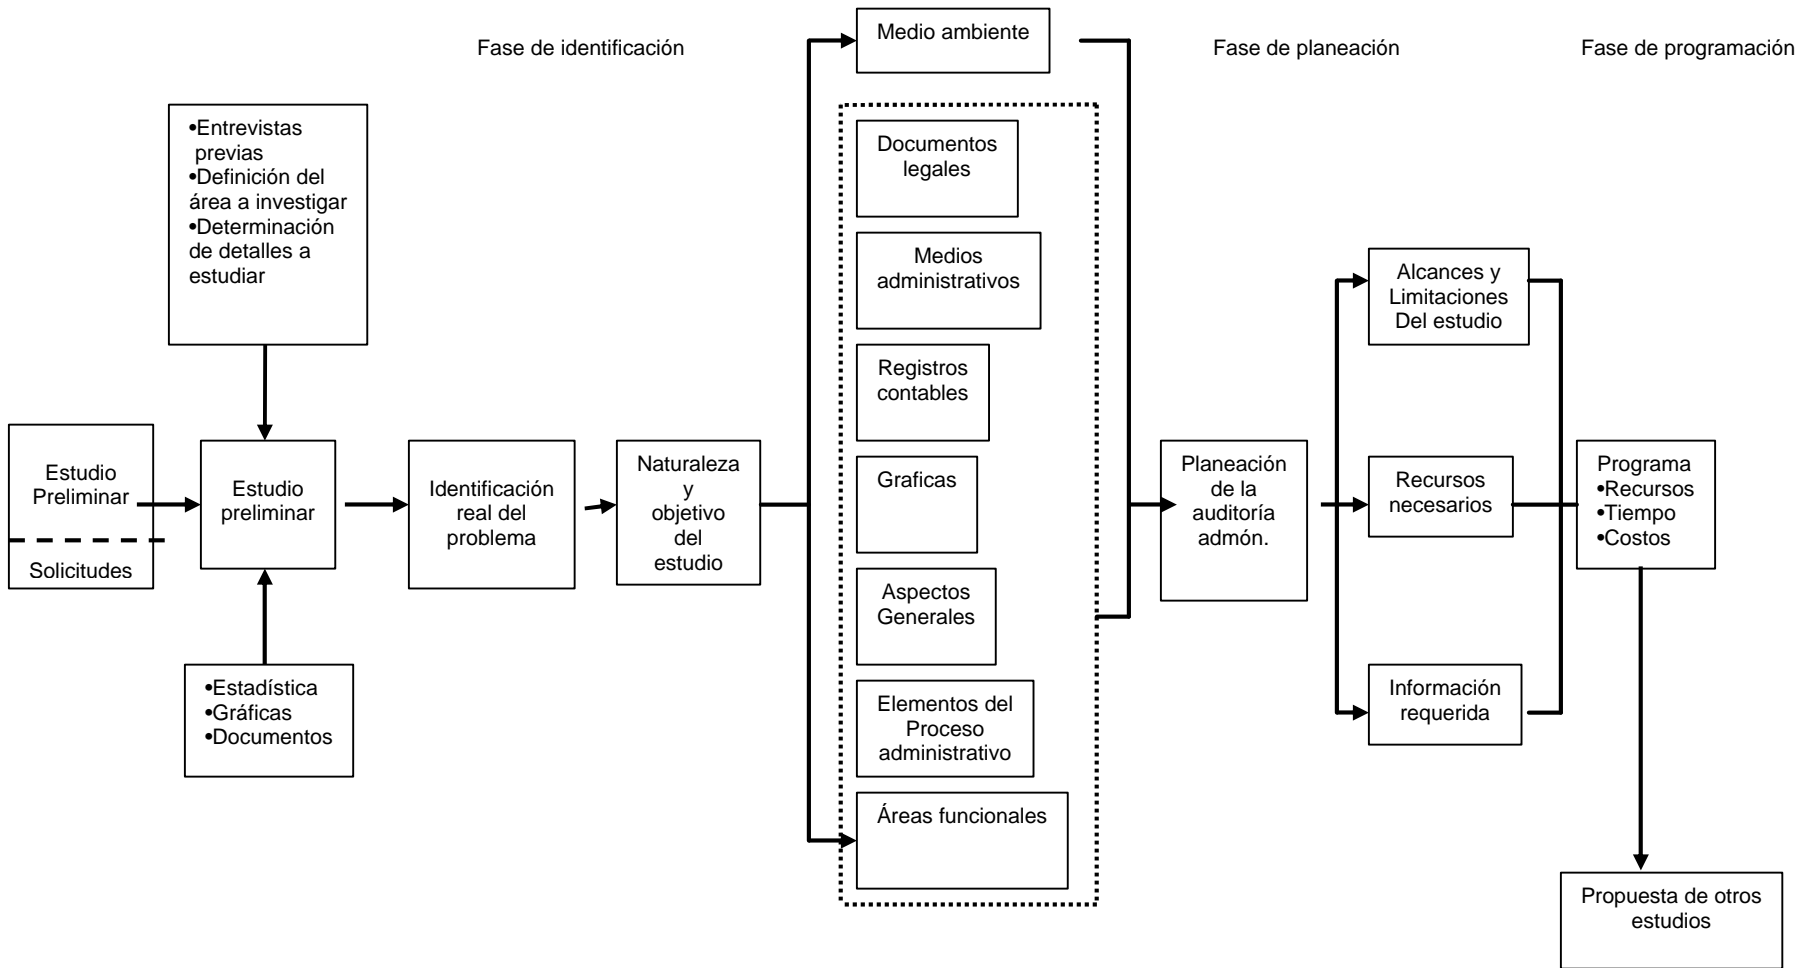 Fase de identificación
Medio ambiente
Fase de planeación
Fase de programación
•Entrevistas
previas
•Definición del
área a investigar
•Determinación
de detalles a
estudiar
Estudio
Preliminar
Solicitudes
Estudio
preliminar
•Estadística
•Gráficas
•Documentos
Identificación
real del
problema
Naturaleza
y
objetivo
del
estudio
Documentos
legales
Medios
administrativos
Registros
contables
Graficas
Aspectos
Generales
Elementos del
Proceso
administrativo
Áreas funcionales
Planeación
de la
auditoría
admón.
Alcances y
Limitaciones
Del estudio
Recursos
necesarios
Información
requerida
Programa
•Recursos
•Tiempo
•Costos
Propuesta de otros
estudios